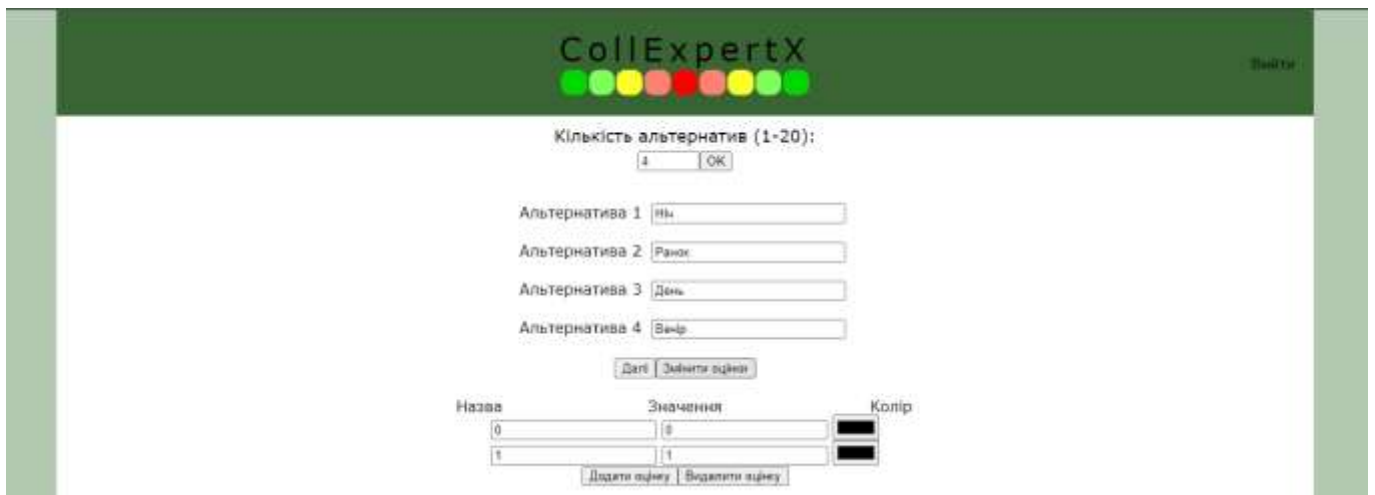 CollExpertX
Вийти
Кількість альтернатив (1-20):
4 OK
Альтернатива 1 Ніч
Альтернатива 2 Ранок
Альтернатива 3 День
Альтернатива 4 Вечір
Далі Змінити оцінки
Назва Значення Колір
0 0
1 1
Додати оцінку Видалити оцінку